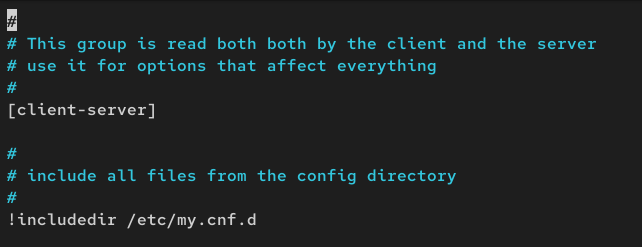 #
# This group is read both both by the client and the server
# use it for options that affect everything
#
[client-server]
#
# include all files from the config directory
#
!includedir /etc/my.cnf.d